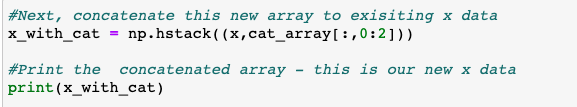 #Next, concatenate this new array to exisiting x data
x_with_cat = np.hstack((x,cat_array[:,0:2]))
#Print the  concatenated array - this is our new x data
print(x_with_cat)